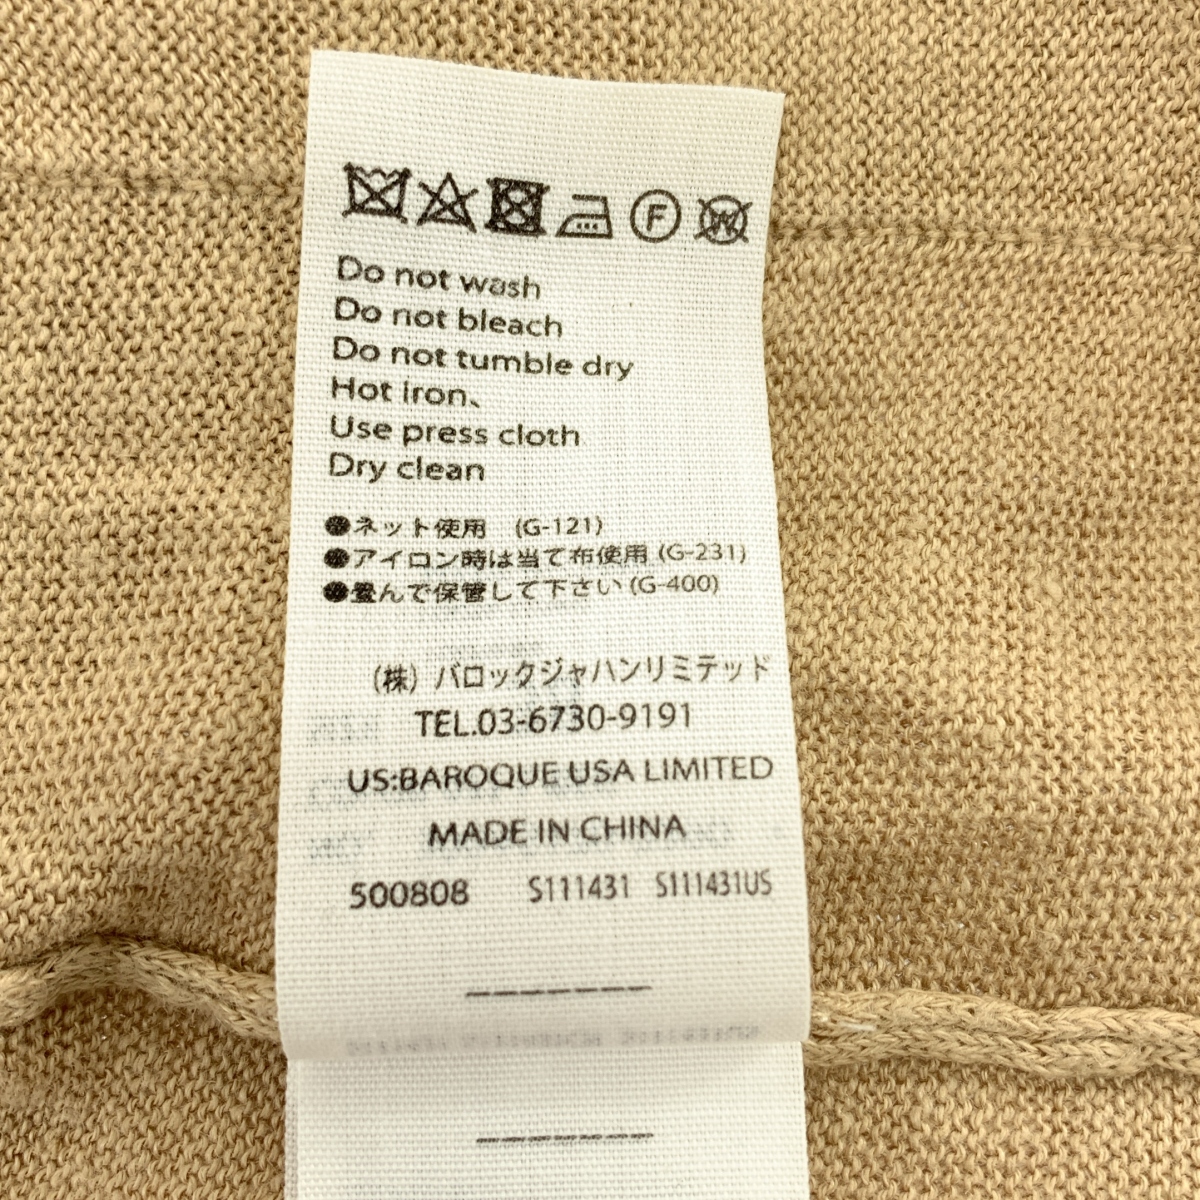 F
W
Do not wash
Do not bleach
Do not tumble dry
Hot iron、
Use press cloth
Dry clean
●ネット使用 (G-121)
●アイロン時は当て布使用 (G-231)
●畳んで保管して下さい (G-400)
(株) バロックジャハンリミテッド
TEL.03-6730-9191
US:BAROQUE USA LIMITED
MADE IN CHINA
500808 S111431 S111431US